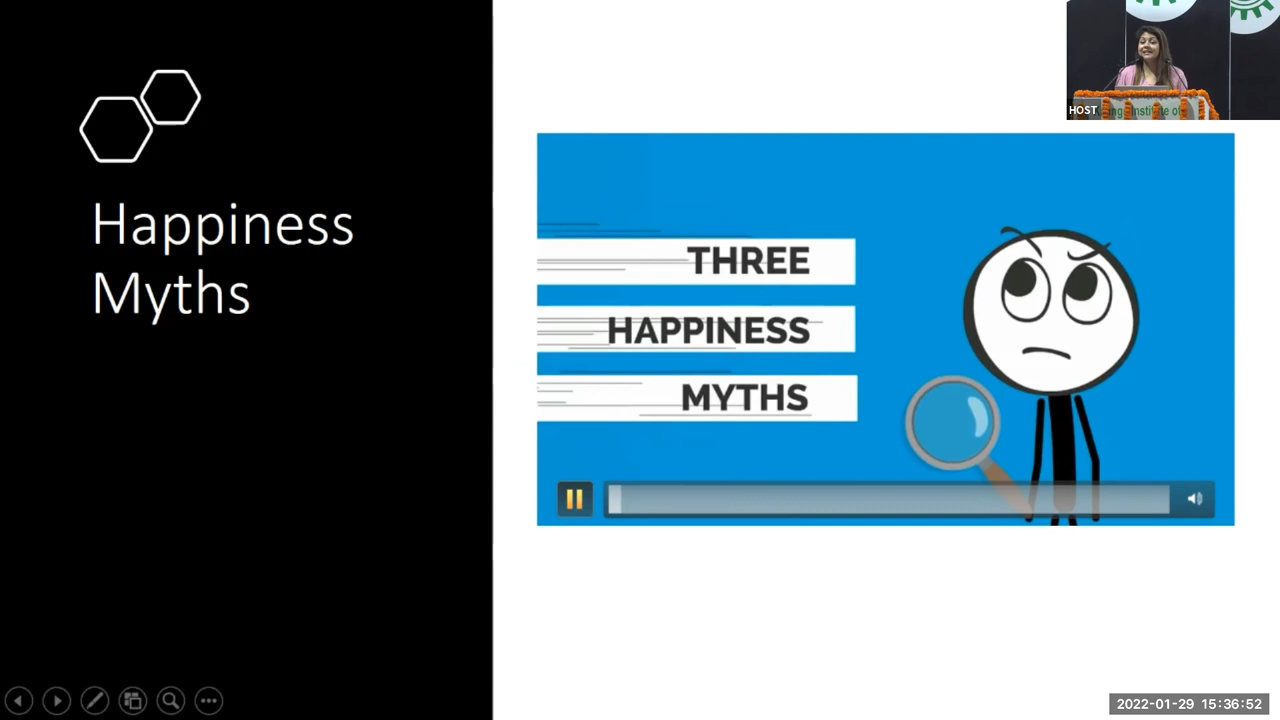 Happiness
Myths
THREE
HAPPINESS
MYTHS
HOST
2022-01-29 15:36:52